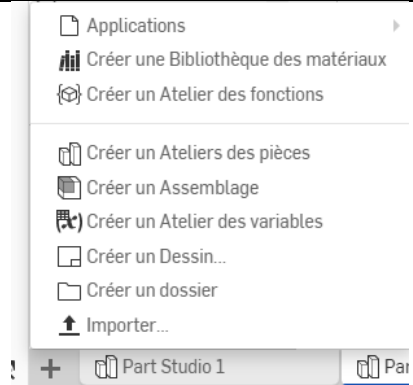 Applications
Créer une Bibliothèque des matériaux
Créer un Atelier des fonctions
Créer un Ateliers des pièces
Créer un Assemblage
Créer un Atelier des variables
Créer un Dessin...
Créer un dossier
Importer...
Part Studio 1